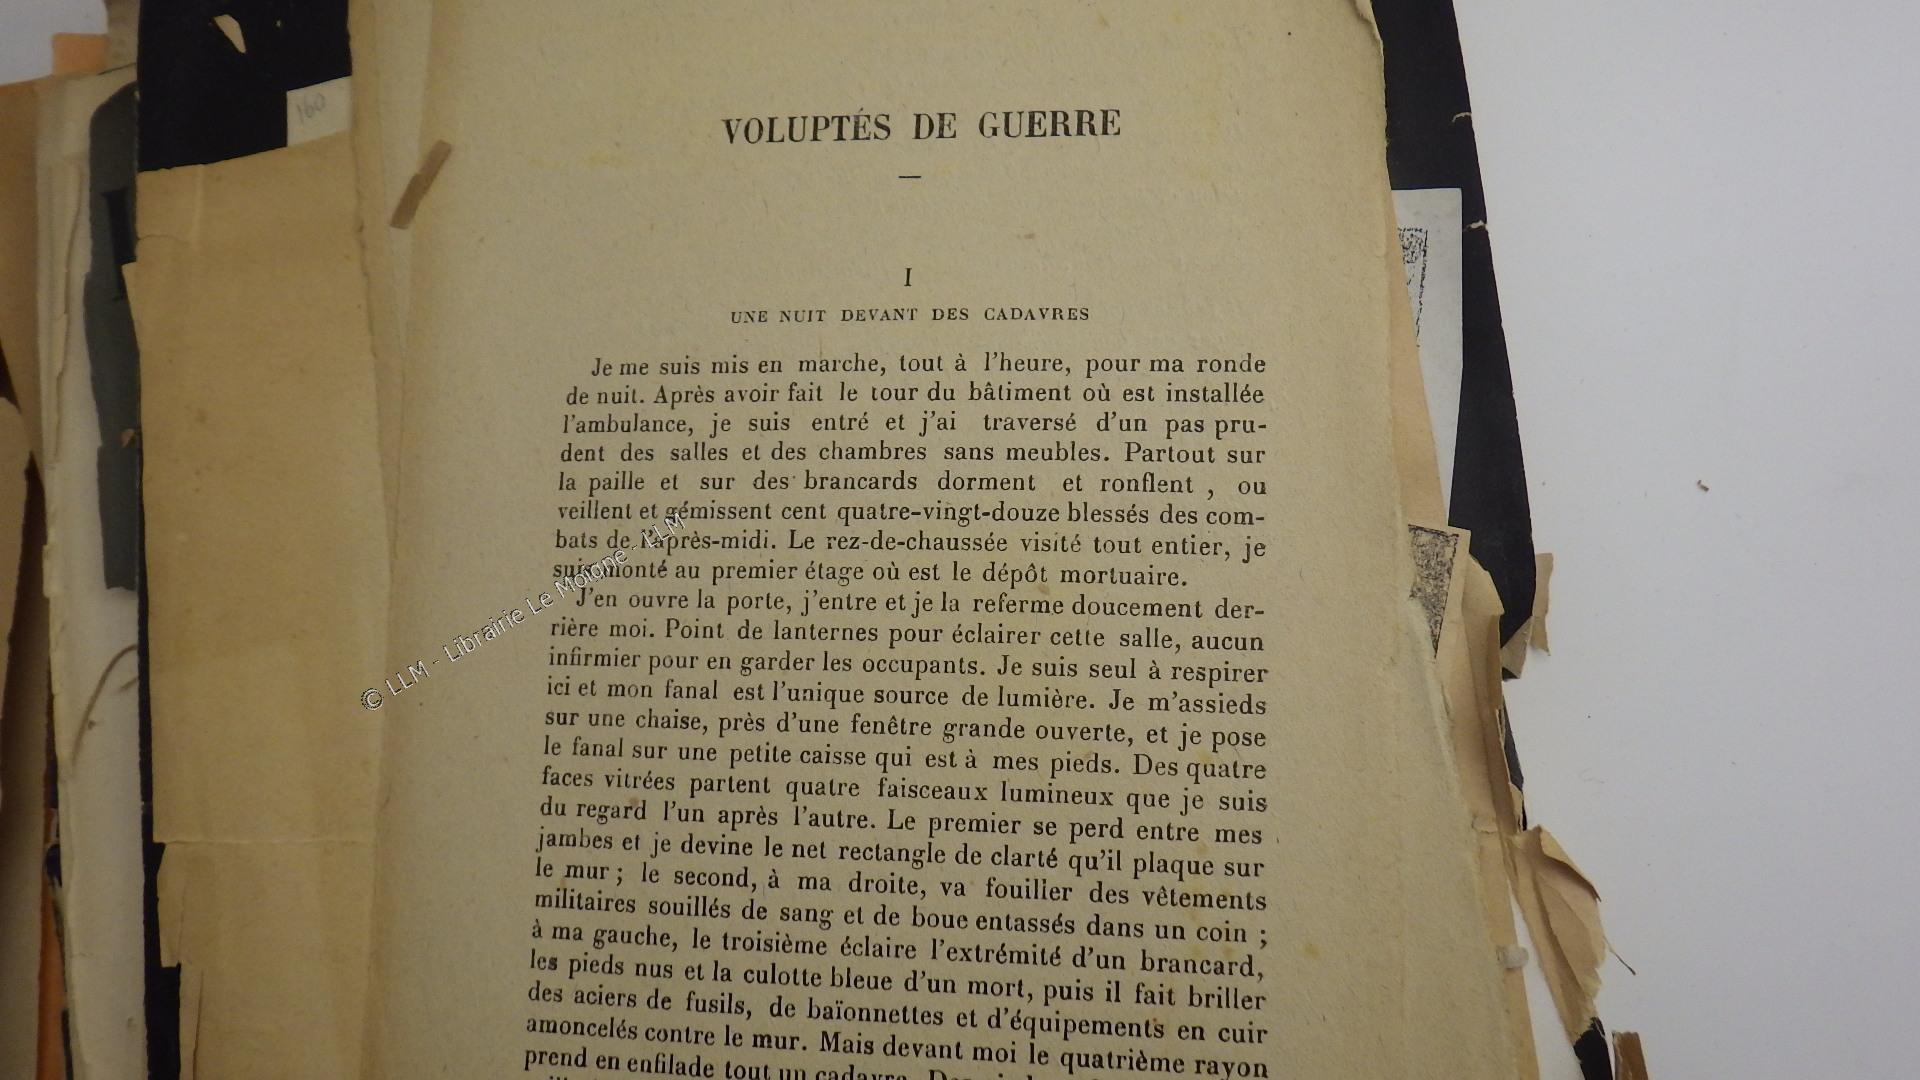 160
VOLUPTÉS DE GUERRE
I
UNE NUIT DEVANT DES CADAVRES
Je me suis mis en marche, tout à l'heure, pour ma ronde
de nuit. Après avoir fait le tour du bâtiment où est installée
l'ambulance, je suis entré et j'ai traversé d'un pas pru-
dent des salles et des chambres sans meubles. Partout sur
la paille et sur des brancards dorment et ronflent , ou
veillent et gémissent cent quatre-vingt-douze blessés des com-
bats de l'après-midi. Le rez-de-chaussée visité tout entier, je
suis monté au premier étage où est le dépôt mortuaire.
J'en ouvre la porte, j'entre et je la referme doucement der-
rière moi. Point de lanternes pour éclairer cette salle, aucun
infirmier pour en garder les occupants. Je suis seul à respirer
ici et mon fanal est l'unique source de lumière. Je m'assieds
sur une chaise, près d'une fenêtre grande ouverte, et je pose
le fanal sur une petite caisse qui est à mes pieds. Des quatre
faces vitrées partent quatre faisceaux lumineux que je suis
du regard l'un après l'autre. Le premier se perd entre mes
jambes et je devine le net rectangle de clarté qu'il plaque sur
le mur ; le second, à ma droite, va fouiller des vêtements
militaires souillés de sang et de boue entassés dans un coin ;
à ma gauche, le troisième éclaire l'extrémité d'un brancard,
les pieds nus et la culotte bleue d'un mort, puis il fait briller
des aciers de fusils, de baïonnettes et d'équipements en cuir
amoncelés contre le mur. Mais devant moi le quatrième rayon
prend en enfilade tout un cadavre.
© LLM - Librairie Le Moigne - LLM